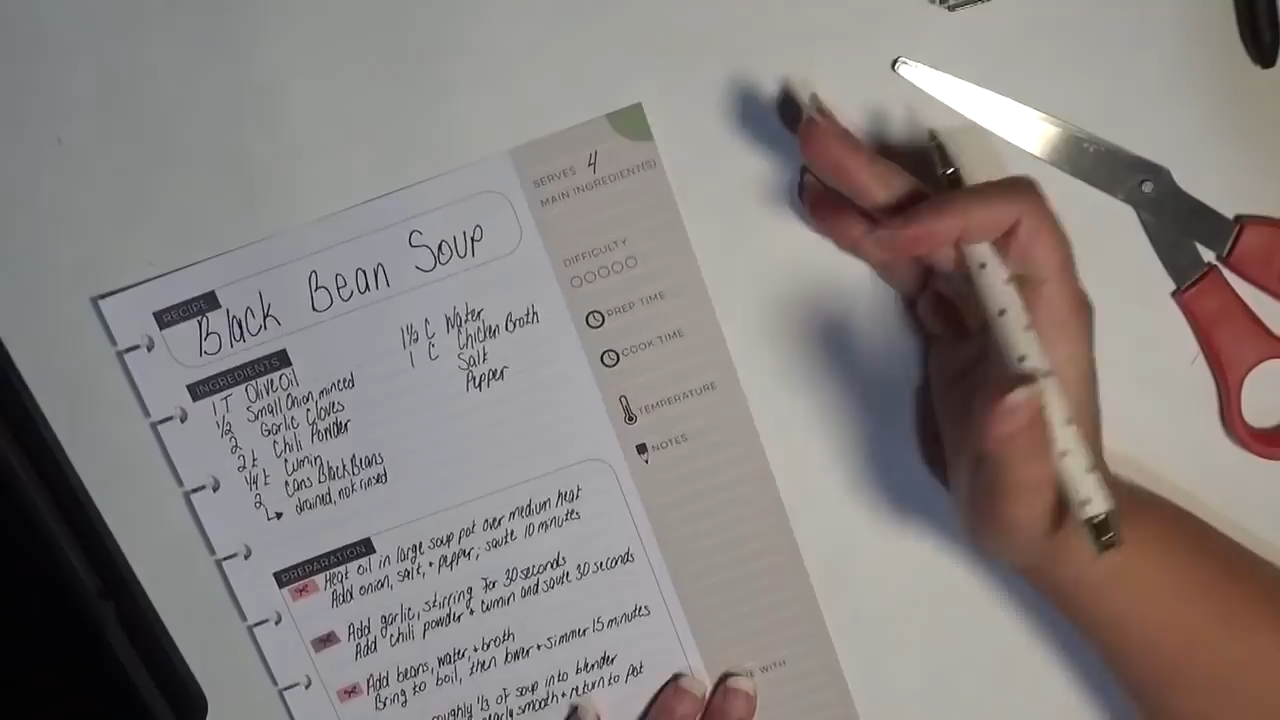 RECIPE
Black Bean Soup
INGREDIENTS
1 T Olive Oil
1/2 Small Onion, minced
2 Garlic Cloves
2 t Chili Powder
1/4 t Cumin
2 Cans Black Beans
↳ drained, not rinsed
1 1/2 C Water
1 C Chicken Broth
Salt
Pepper
PREPARATION
Heat oil in large soup pot over medium heat
Add onion, salt, + pepper; saute 10 minutes
Add garlic, stirring for 30 seconds
Add chili powder + cumin and saute 30 seconds
Add beans, water, + broth
Bring to boil, then lower + simmer 15 minutes
roughly 1/3 of soup into blender
smooth + return to pot
SERVES 4
MAIN INGREDIENT(S)
DIFFICULTY
PREP TIME
COOK TIME
TEMPERATURE
NOTES
WITH